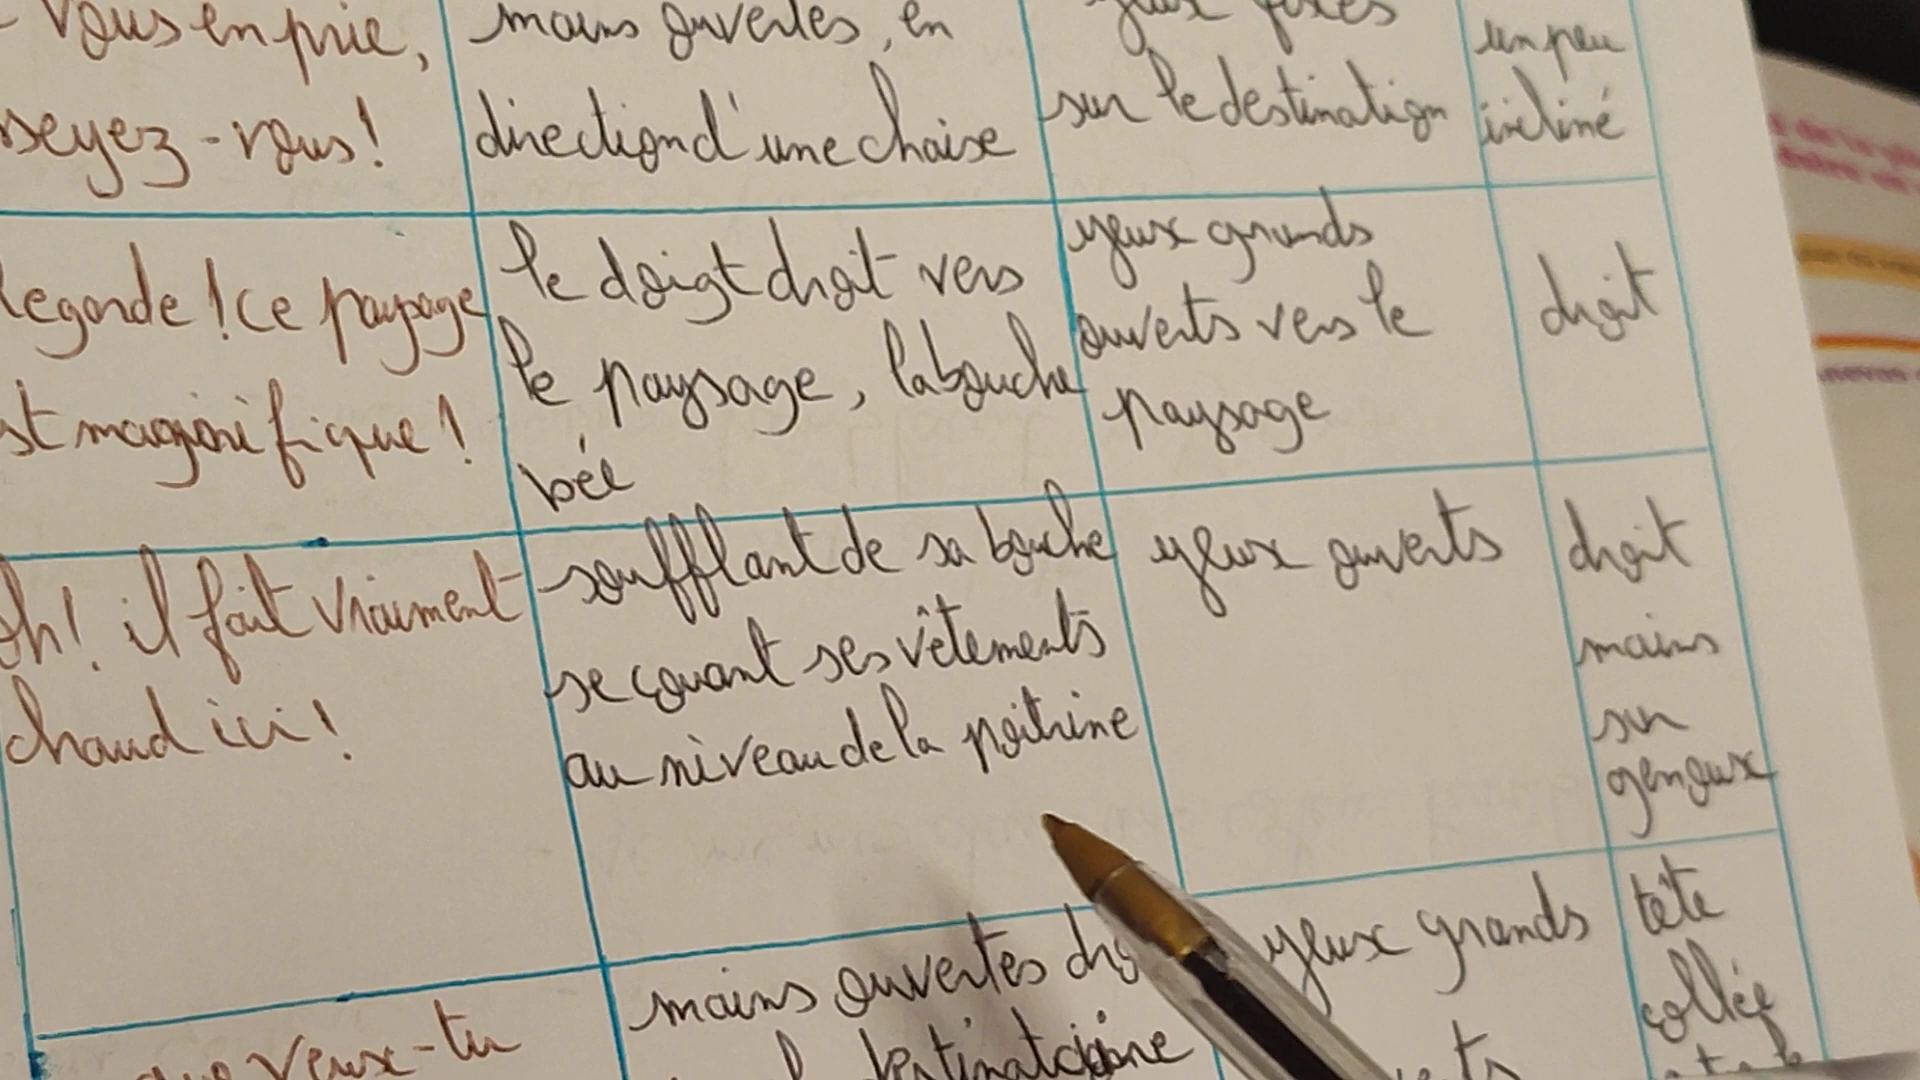 vous en prie,
seyez-vous!
mains ouvertes, en
direction d'une chaise
yeux fixés
sur le destination
un peu
incliné
Regarde ! ce paysage
st magnifique !
le doigt droit vers
le paysage, la bouche
bée
yeux grands
ouverts vers le
paysage
droit
oh! il fait vraiment
chaud ici !
soufflant de sa bouche
secouant ses vêtements
au niveau de la poitrine
yeux ouverts
droit
mains
sur
genoux
que veux-tu
mains ouvertes
yeux grands
tête
collée